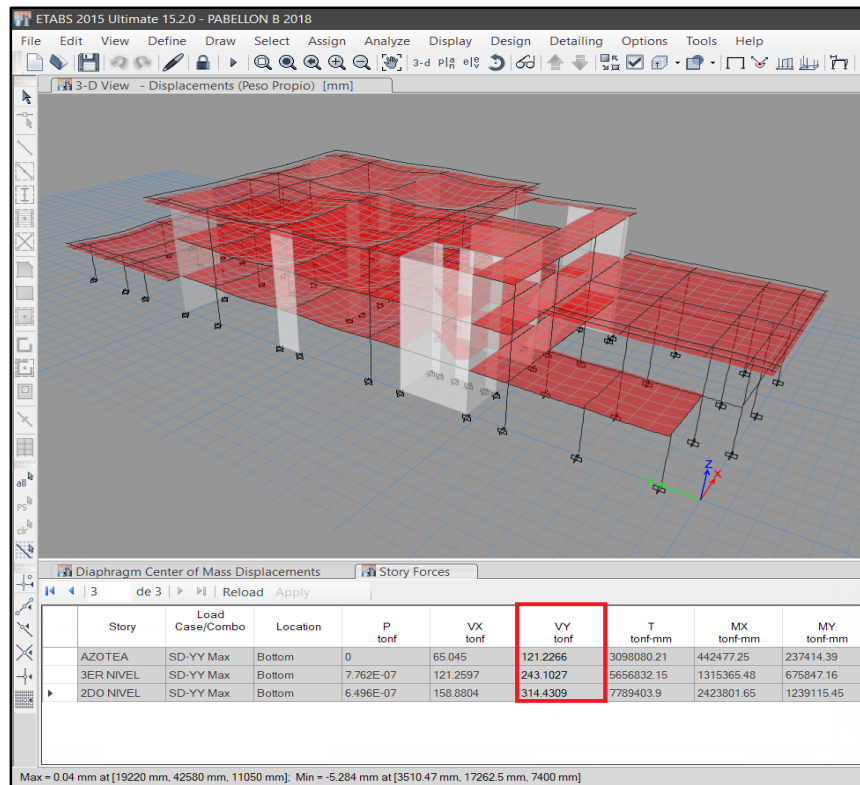 ETABS 2015 Ultimate 15.2.0 - PABELLON B 2018
File Edit View Define Draw Select Assign Analyze Display Design Detailing Options Tools Help
3-d
3-D View - Displacements (Peso Propio) [mm]
all
PS
clr
Z
X
Diaphragm Center of Mass Displacements Story Forces
3 de 3 Reload Apply
Story Load Case/Combo Location P tonf VX tonf VY tonf T tonf-mm MX tonf-mm MY tonf-mm
AZOTEA SD-YY Max Bottom 0 65.045 121.2266 3098080.21 442477.25 237414.39
3ER NIVEL SD-YY Max Bottom 7.762E-07 121.2597 243.1027 5656832.15 1315365.48 675847.16
2DO NIVEL SD-YY Max Bottom 6.496E-07 158.8804 314.4309 7789403.9 2423801.65 1239115.45
Max = 0.04 mm at [19220 mm, 42580 mm, 11050 mm]; Min = -5.284 mm at [3510.47 mm, 17262.5 mm, 7400 mm]